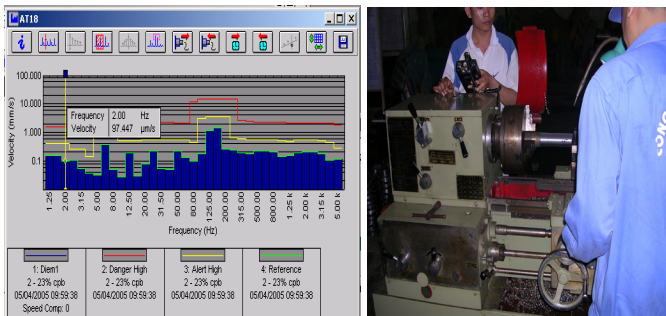 AT18
100.000
10.000
1.000
0.1
Velocity (mm/s)
Frequency 2.00 Hz
Velocity 97.447 µm/s
1.25
2.00
3.15
5.00
8.00
12.50
20.00
31.50
50.00
80.00
125.00
200.00
315.00
500.00
800.00
1.25 k
2.00 k
3.15 k
5.00 k
Frequency (Hz)
1: Diem1
2 - 23% cpb
05/04/2005 09:59:38
Speed Comp: 0
2: Danger High
2 - 23% cpb
05/04/2005 09:59:38
3: Alert High
2 - 23% cpb
05/04/2005 09:59:38
4: Reference
2 - 23% cpb
05/04/2005 09:59:38